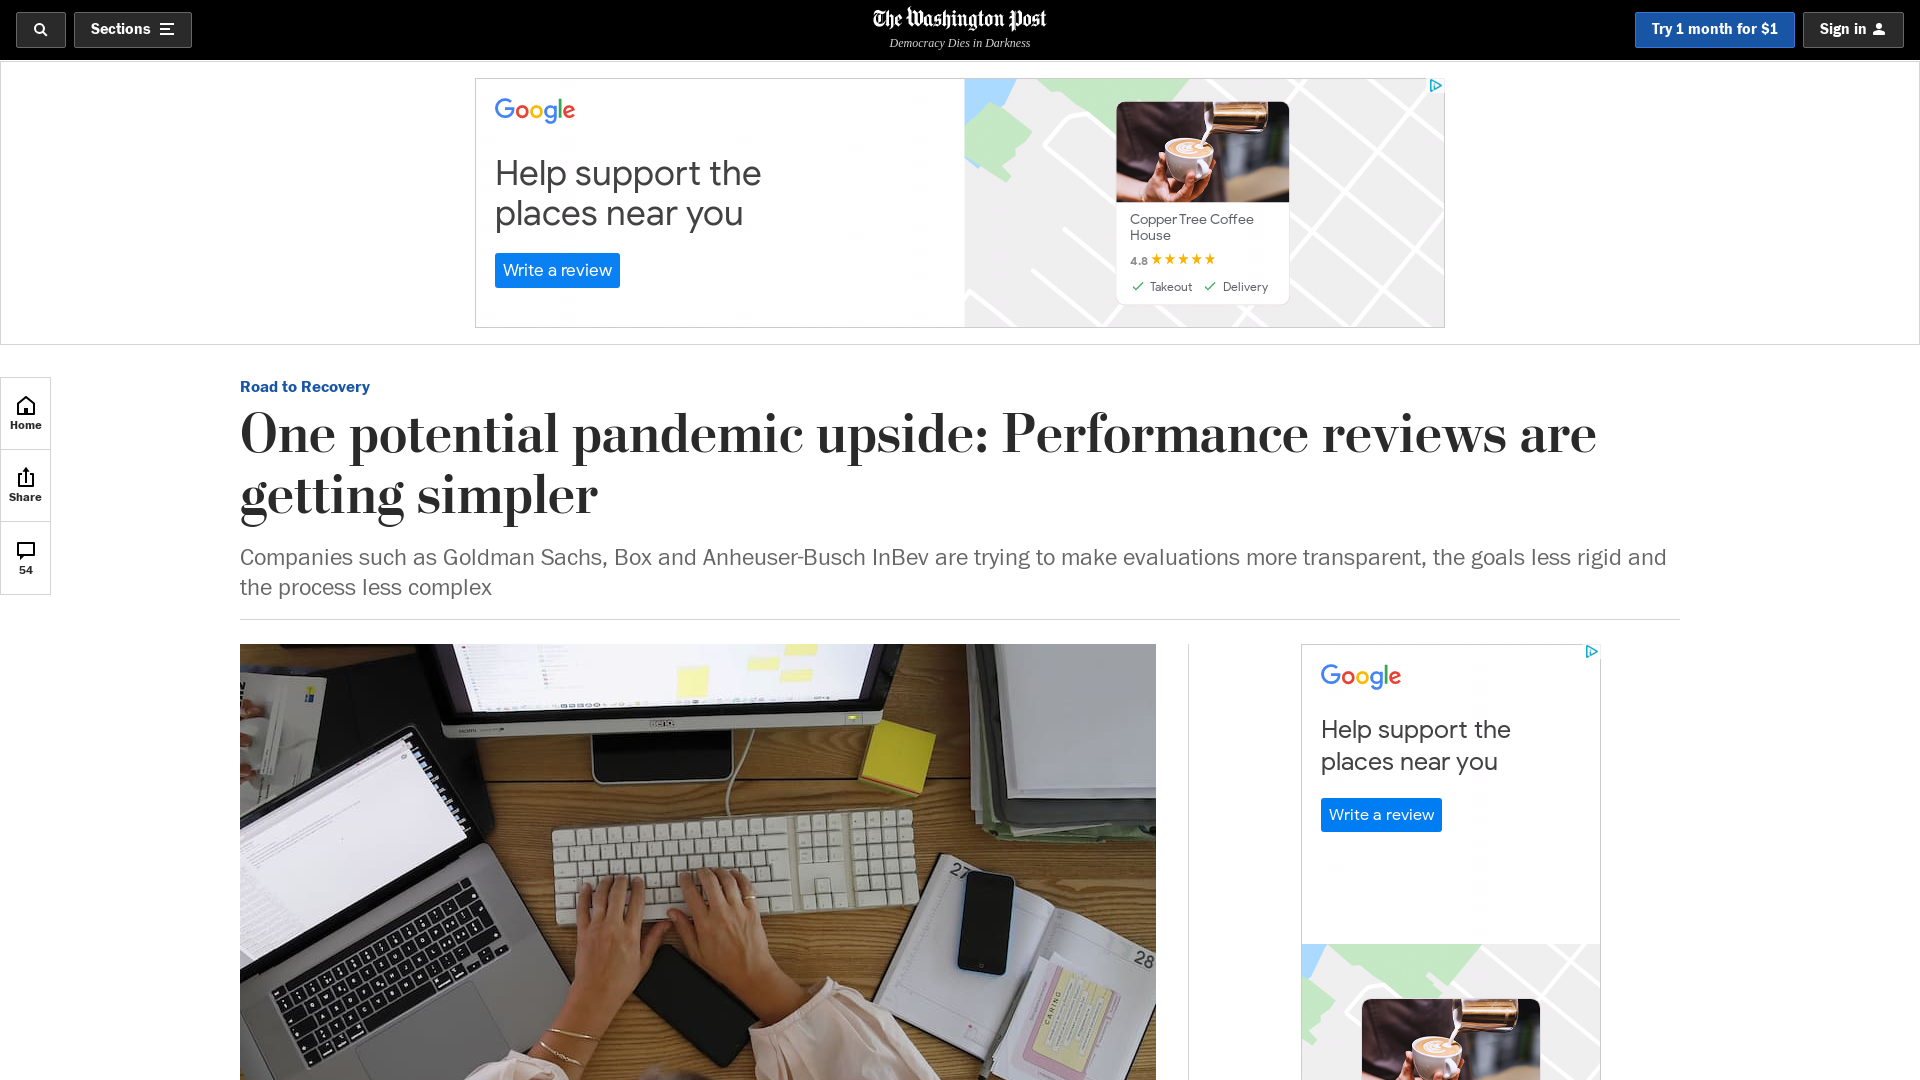 Sections
The Washington Post
Democracy Dies in Darkness
Try 1 month for $1
Sign in
Google
Help support the
places near you
Write a review
Copper Tree Coffee
House
4.8
Takeout
Delivery
Home
Share
54
Road to Recovery
One potential pandemic upside: Performance reviews are
getting simpler
Companies such as Goldman Sachs, Box and Anheuser-Busch InBev are trying to make evaluations more transparent, the goals less rigid and
the process less complex
BenQ
27
28
CARING
Google
Help support the
places near you
Write a review